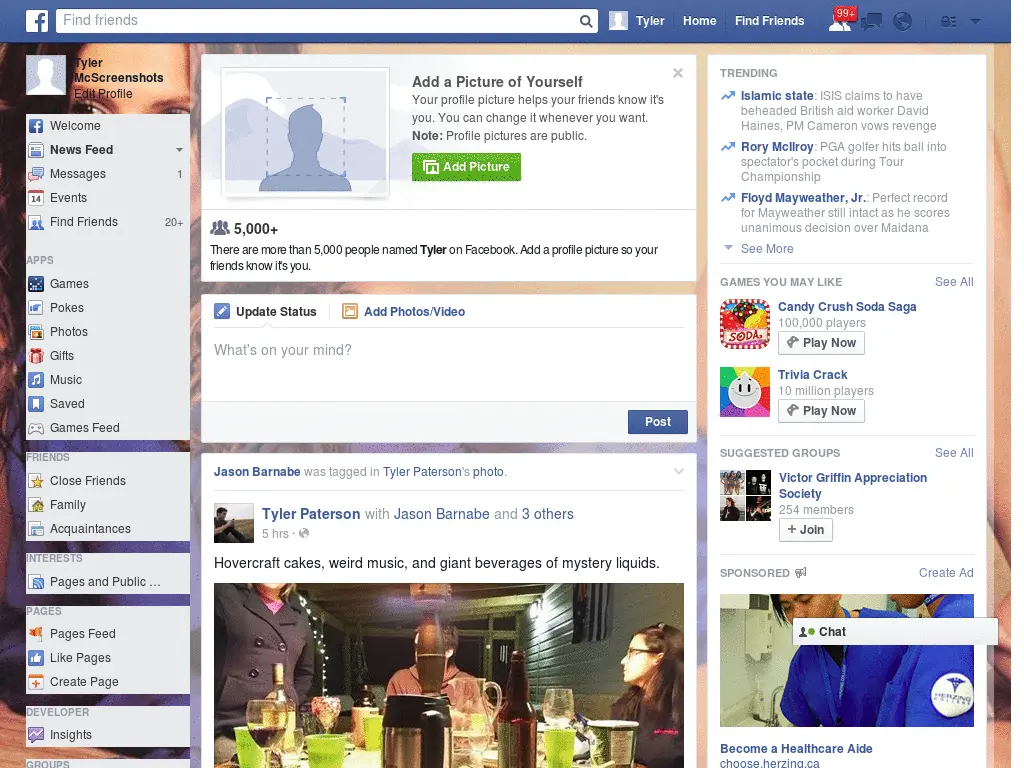 Find friends
Tyler
Home
Find Friends
99+
Tyler
McScreenshots
Edit Profile
Welcome
News Feed
Messages 1
14 Events
Find Friends 20+
APPS
Games
Pokes
Photos
Gifts
Music
Saved
Games Feed
FRIENDS
Close Friends
Family
Acquaintances
INTERESTS
Pages and Public ...
PAGES
Pages Feed
Like Pages
Create Page
DEVELOPER
Insights
GROUPS
Add a Picture of Yourself
Your profile picture helps your friends know it's
you. You can change it whenever you want.
Note: Profile pictures are public.
Add Picture
5,000+
There are more than 5,000 people named Tyler on Facebook. Add a profile picture so your
friends know it's you.
Update Status
Add Photos/Video
What's on your mind?
Post
Jason Barnabe was tagged in Tyler Paterson's photo.
Tyler Paterson with Jason Barnabe and 3 others
5 hrs ·
Hovercraft cakes, weird music, and giant beverages of mystery liquids.
TRENDING
Islamic state: ISIS claims to have
beheaded British aid worker David
Haines, PM Cameron vows revenge
Rory McIlroy: PGA golfer hits ball into
spectator's pocket during Tour
Championship
Floyd Mayweather, Jr.: Perfect record
for Mayweather still intact as he scores
unanimous decision over Maidana
See More
GAMES YOU MAY LIKE See All
SODA
Candy Crush Soda Saga
100,000 players
Play Now
Trivia Crack
10 million players
Play Now
SUGGESTED GROUPS See All
Victor Griffin Appreciation
Society
254 members
+ Join
SPONSORED Create Ad
Chat
HERZING
COLLEGE
Become a Healthcare Aide
choose.herzing.ca